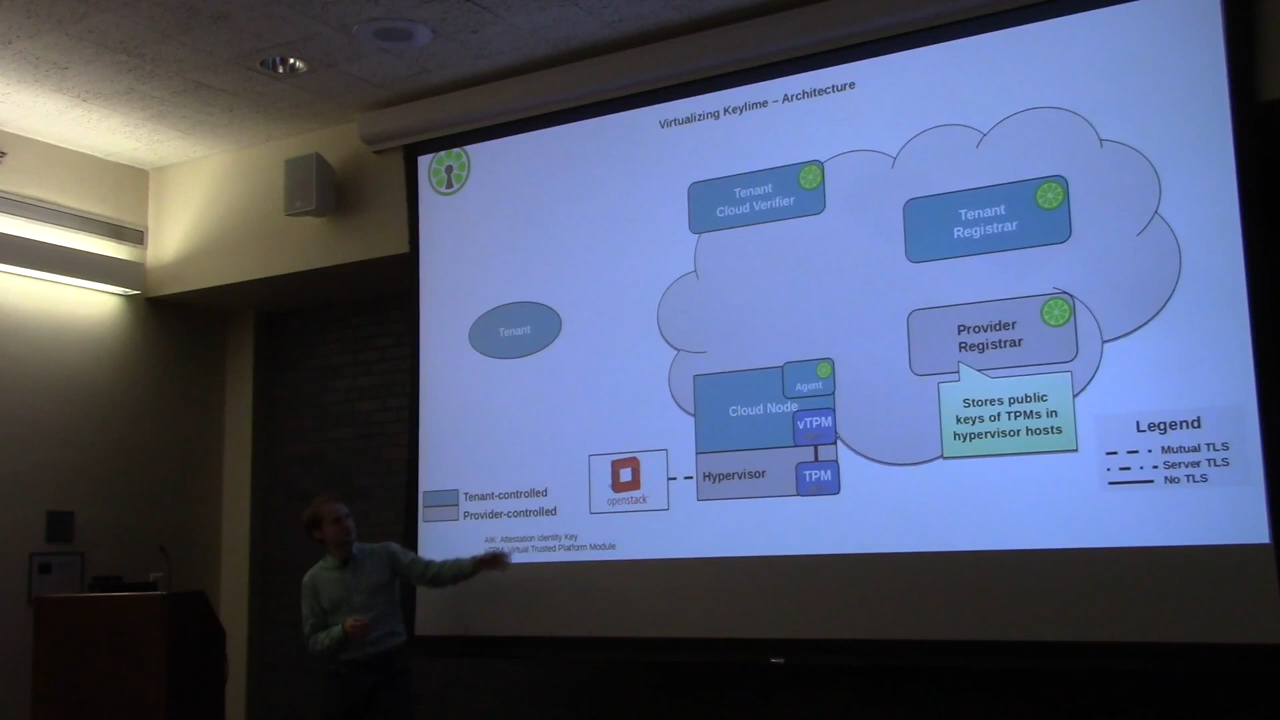 Virtualizing Keylime – Architecture
Tenant
Cloud Verifier
Tenant
Registrar
Tenant
Provider
Registrar
Agent
Cloud Node
vTPM
Stores public
keys of TPMs in
hypervisor hosts
Hypervisor
TPM
openstack
Legend
Mutual TLS
Server TLS
No TLS
Tenant-controlled
Provider-controlled
AIK: Attestation Identity Key
vTPM: Virtual Trusted Platform Module